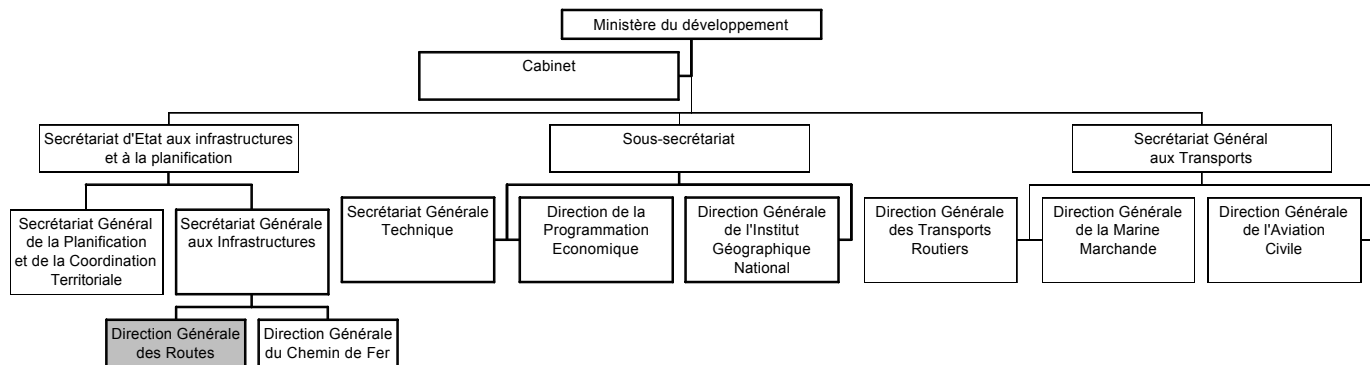 Ministère du développement
Cabinet
Secrétariat d'Etat aux infrastructures
et à la planification
Sous-secrétariat
Secrétariat Général
aux Transports
Secrétariat Général
de la Planification
et de la Coordination
Territoriale
Secrétariat Générale
aux Infrastructures
Secrétariat Générale
Technique
Direction de la
Programmation
Economique
Direction Générale
de l'Institut
Géographique
National
Direction Générale
des Transports
Routiers
Direction Générale
de la Marine
Marchande
Direction Générale
de l'Aviation
Civile
Direction Générale
des Routes
Direction Générale
du Chemin de Fer